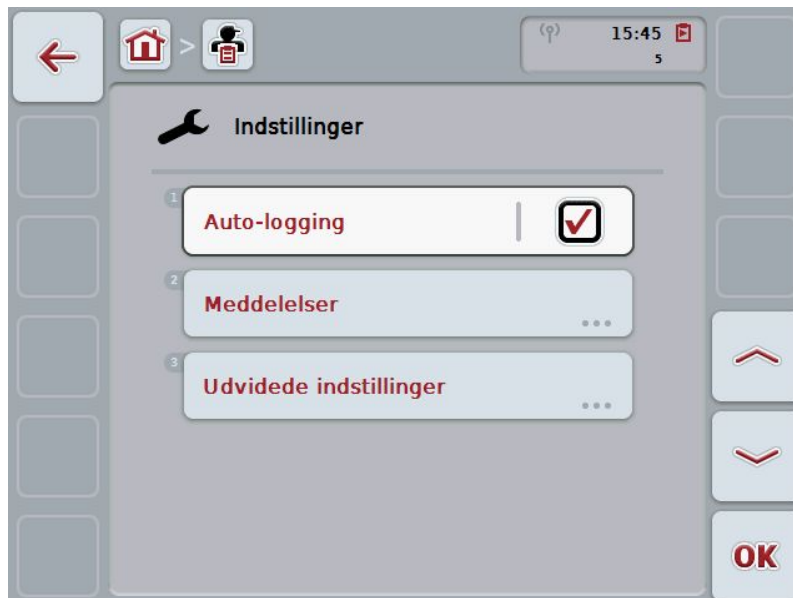 >
15:45
5
Indstillinger
1
Auto-logging
2
Meddelelser
...
3
Udvidede indstillinger
...
OK